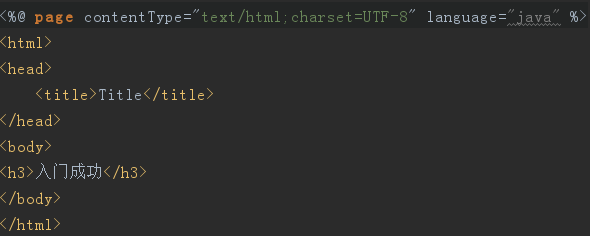 <%@ page contentType="text/html;charset=UTF-8" language="java" %>
<html>
<head>
    <title>Title</title>
</head>
<body>
<h3>入门成功</h3>
</body>
</html>